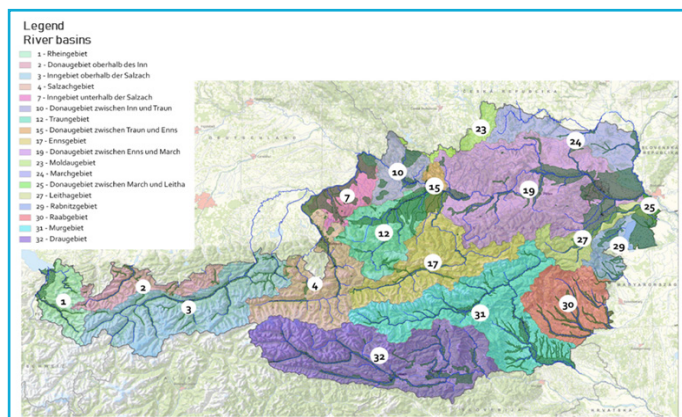 Legend
River basins
1 - Rheingebiet
2 - Donaugebiet oberhalb des Inn
3 - Inngebiet oberhalb der Salzach
4 - Salzachgebiet
7 - Inngebiet unterhalb der Salzach
10 - Donaugebiet zwischen Inn und Traun
12 - Traungebiet
15 - Donaugebiet zwischen Traun und Enns
17 - Ennsgebiet
19 - Donaugebiet zwischen Enns und March
23 - Moldaugebiet
24 - Marchgebiet
25 - Donaugebiet zwischen March und Leitha
27 - Leithagebiet
29 - Rabnitzgebiet
30 - Raabgebiet
31 - Murgebiet
32 - Draugebiet
23
24
10
7
15
19
25
12
27
29
17
4
2
1
3
30
31
32